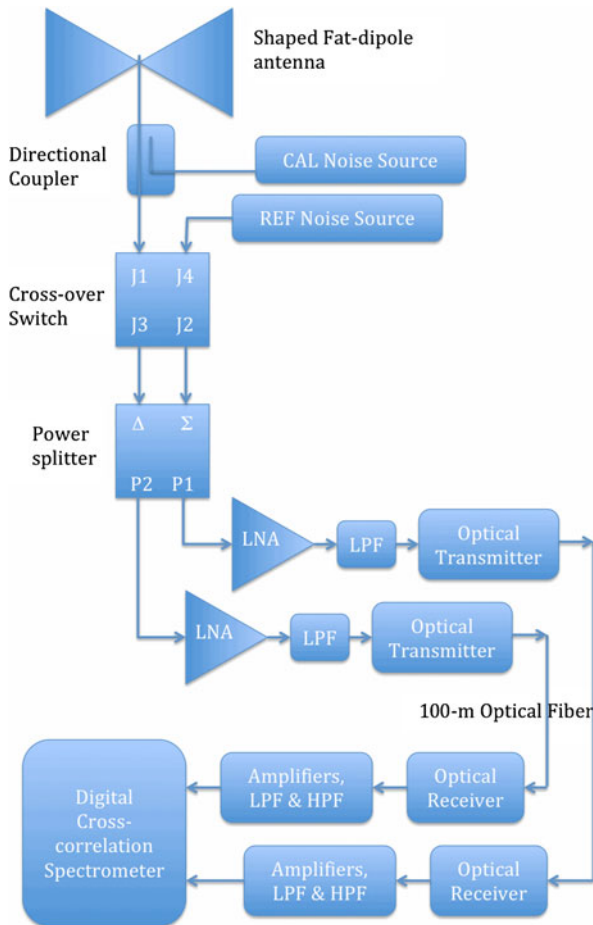 Shaped Fat-dipole
antenna
Directional
Coupler
CAL Noise Source
REF Noise Source
J1 J4
Cross-over
Switch
J3 J2
Δ Σ
Power
splitter
P2 P1
LNA
LPF
Optical
Transmitter
LNA
LPF
Optical
Transmitter
100-m Optical Fiber
Digital
Cross-
correlation
Spectrometer
Amplifiers,
LPF & HPF
Optical
Receiver
Amplifiers,
LPF & HPF
Optical
Receiver